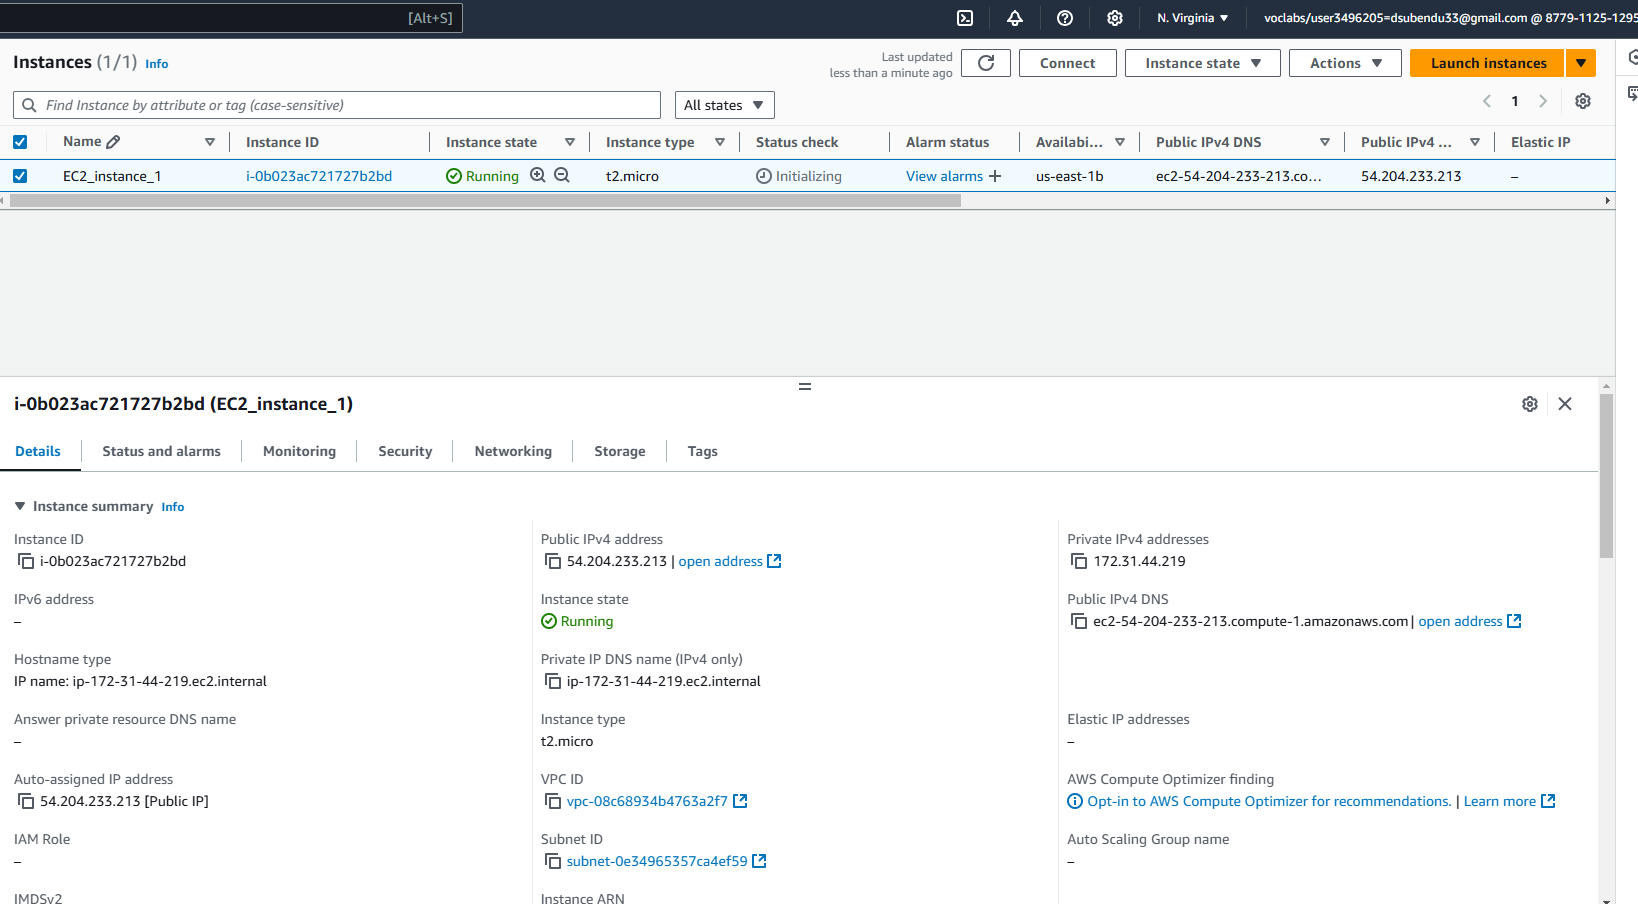 [Alt+S] N. Virginia voclabs/user3496205=dsubendu33@gmail.com @ 8779-1125-1295
Instances (1/1) Info
Last updated
less than a minute ago
Connect Instance state Actions Launch instances
Find Instance by attribute or tag (case-sensitive) All states 1
Name Instance ID Instance state Instance type Status check Alarm status Availabi... Public IPv4 DNS Public IPv4 ... Elastic IP
EC2_instance_1 i-0b023ac721727b2bd Running t2.micro Initializing View alarms + us-east-1b ec2-54-204-233-213.co... 54.204.233.213 –
i-0b023ac721727b2bd (EC2_instance_1)
Details Status and alarms Monitoring Security Networking Storage Tags
Instance summary Info
Instance ID Public IPv4 address Private IPv4 addresses
i-0b023ac721727b2bd 54.204.233.213 | open address 172.31.44.219
IPv6 address Instance state Public IPv4 DNS
– Running ec2-54-204-233-213.compute-1.amazonaws.com | open address
Hostname type Private IP DNS name (IPv4 only)
IP name: ip-172-31-44-219.ec2.internal ip-172-31-44-219.ec2.internal
Answer private resource DNS name Instance type Elastic IP addresses
– t2.micro –
Auto-assigned IP address VPC ID AWS Compute Optimizer finding
54.204.233.213 [Public IP] vpc-08c68934b4763a2f7 Opt-in to AWS Compute Optimizer for recommendations. | Learn more
IAM Role Subnet ID Auto Scaling Group name
– subnet-0e34965357ca4ef59 –
IMDSv2 Instance ARN